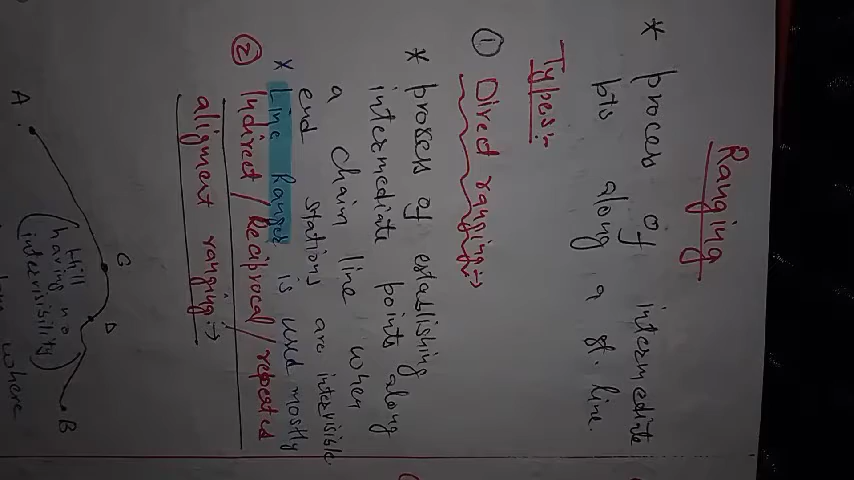 Ranging
* process of intermediate
pts along a st. line.
Types:-
① Direct ranging:→
* process of establishing
intermediate points along
a chain line when
end stations are intervisible
* Line Ranger is used mostly
② Indirect / Reciprocal / repeated
aligment ranging:→
A
C
D
B
Hill
having no
intervisibility
where